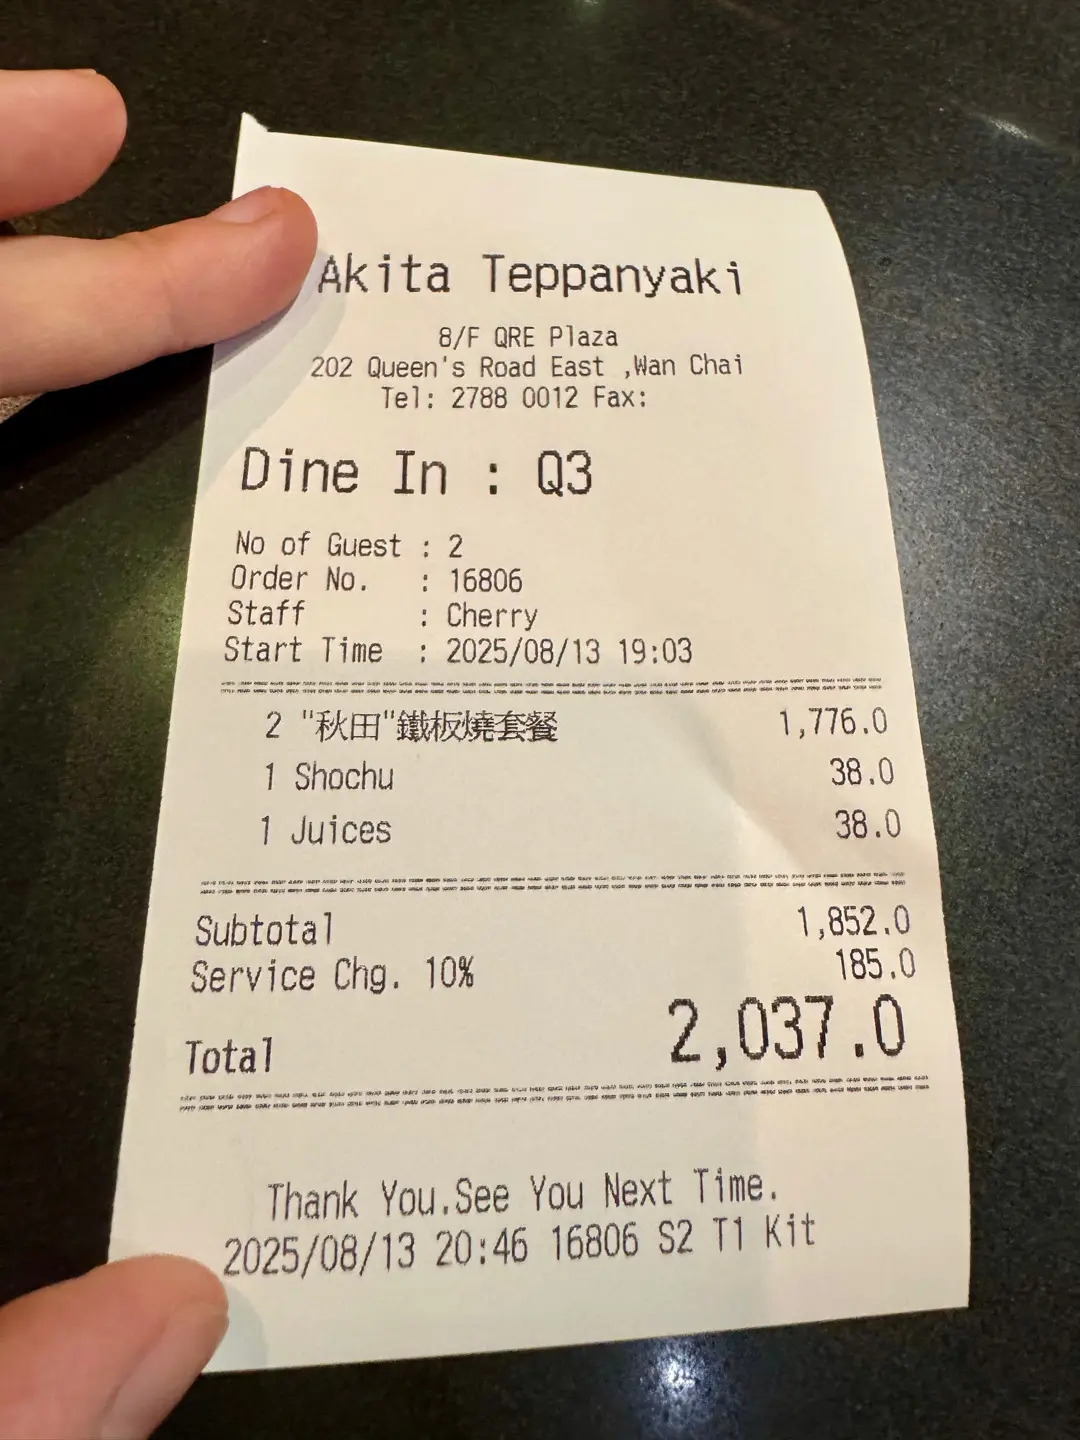 Akita Teppanyaki
8/F QRE Plaza
202 Queen's Road East ,Wan Chai
Tel: 2788 0012 Fax:
Dine In : Q3
No of Guest : 2
Order No. : 16806
Staff : Cherry
Start Time : 2025/08/13 19:03
2 "秋田"鐵板燒套餐 1,776.0
1 Shochu 38.0
1 Juices 38.0
Subtotal 1,852.0
Service Chg. 10% 185.0
Total 2,037.0
Thank You.See You Next Time.
2025/08/13 20:46 16806 S2 T1 Kit